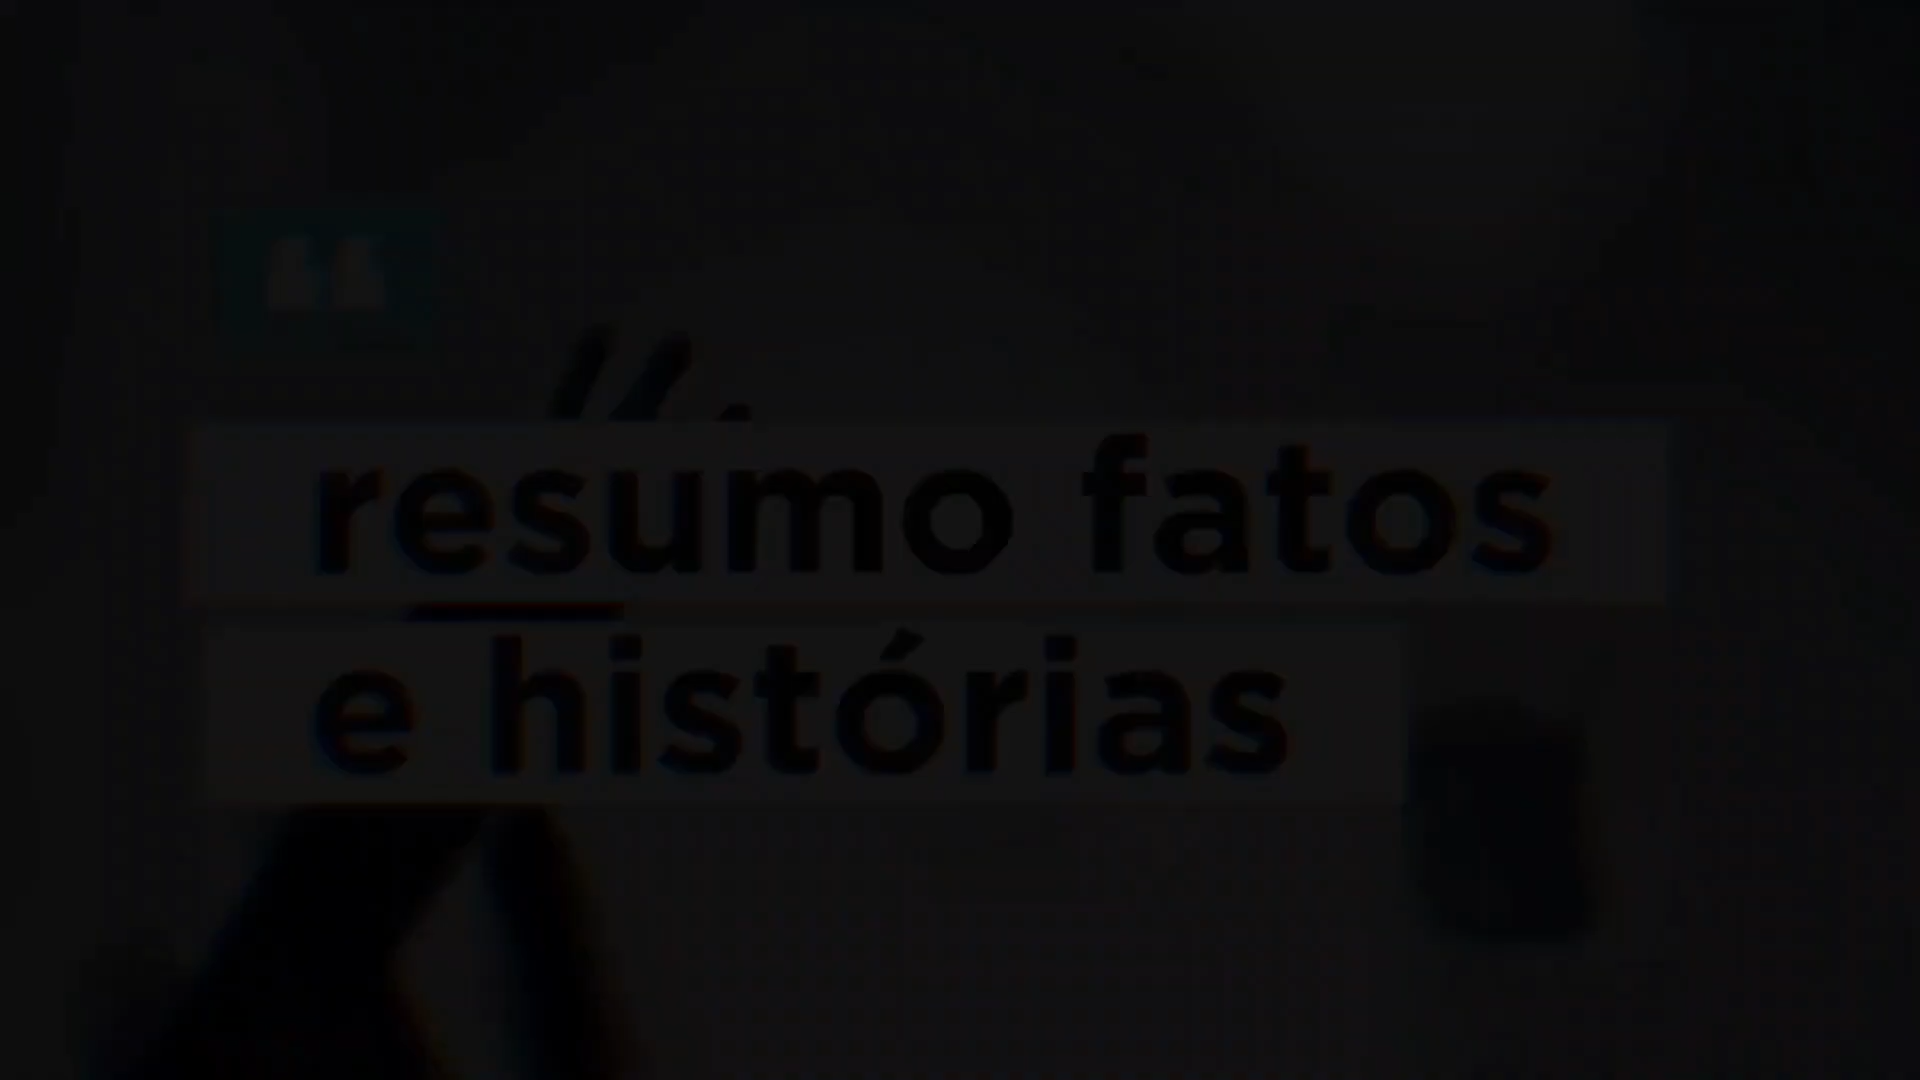 “
resumo fatos
e histórias